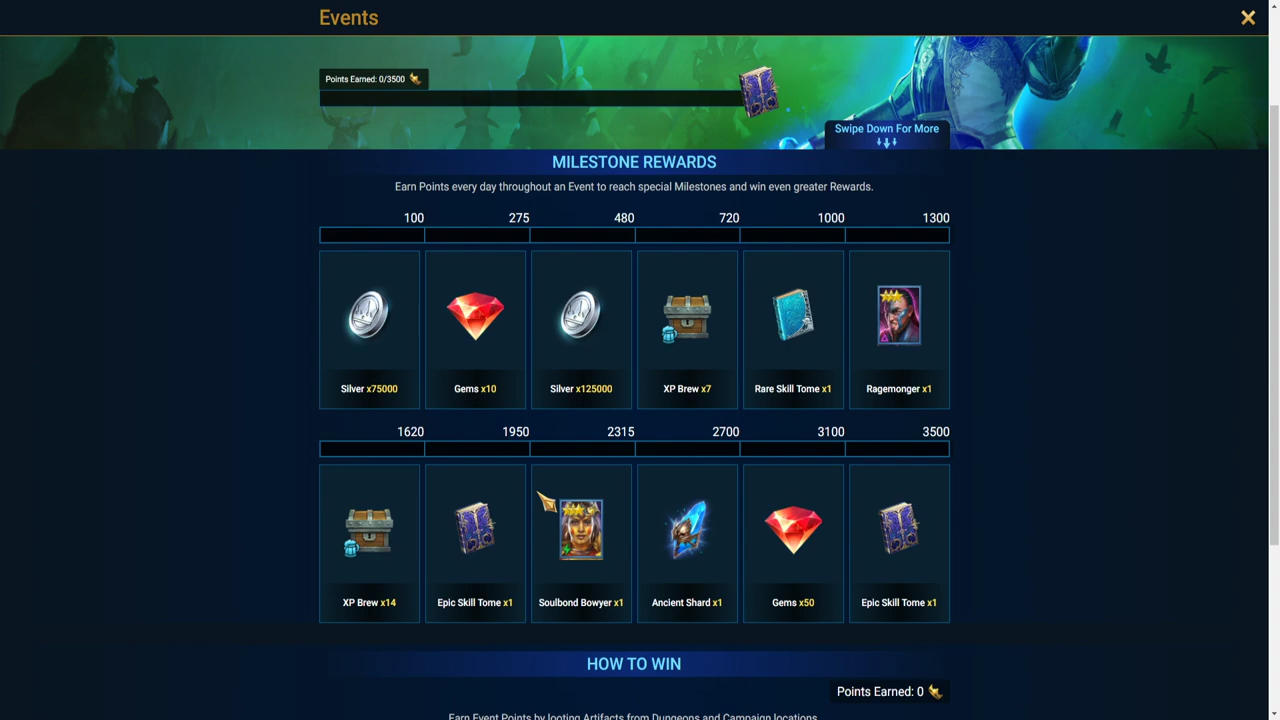 Events
Points Earned: 0/3500
Swipe Down For More
MILESTONE REWARDS
Earn Points every day throughout an Event to reach special Milestones and win even greater Rewards.
100 275 480 720 1000 1300
Silver x75000 Gems x10 Silver x125000 XP Brew x7 Rare Skill Tome x1 Ragemonger x1
1620 1950 2315 2700 3100 3500
XP Brew x14 Epic Skill Tome x1 Soulbond Bowyer x1 Ancient Shard x1 Gems x50 Epic Skill Tome x1
HOW TO WIN
Points Earned: 0
Earn Event Points by looting Artifacts from Dungeons and Campaign locations.